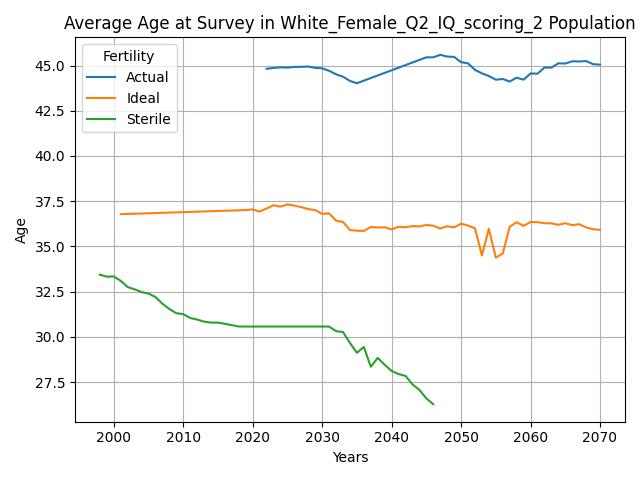 Average Age at Survey in White_Female_Q2_IQ_scoring_2 Population
Fertility
Actual
Ideal
Sterile
Age
45.0
42.5
40.0
37.5
35.0
32.5
30.0
27.5
2000 2010 2020 2030 2040 2050 2060 2070
Years